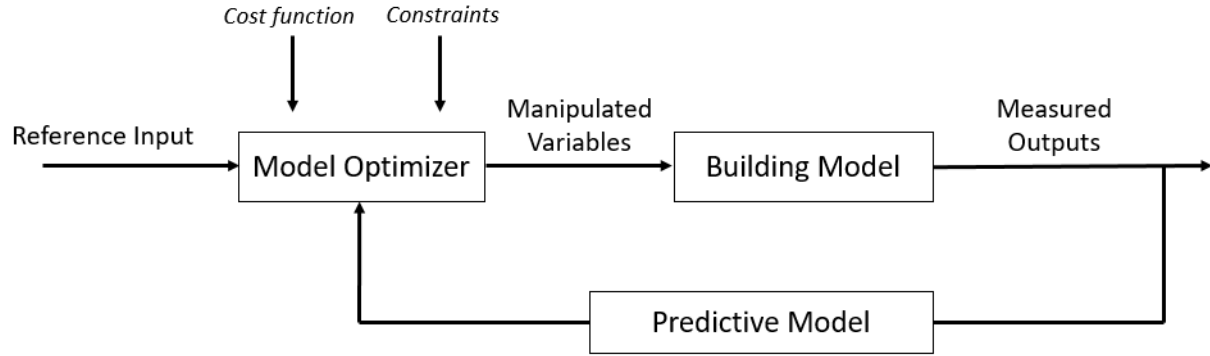 Cost function
Constraints
Reference Input
Model Optimizer
Manipulated
Variables
Building Model
Measured
Outputs
Predictive Model